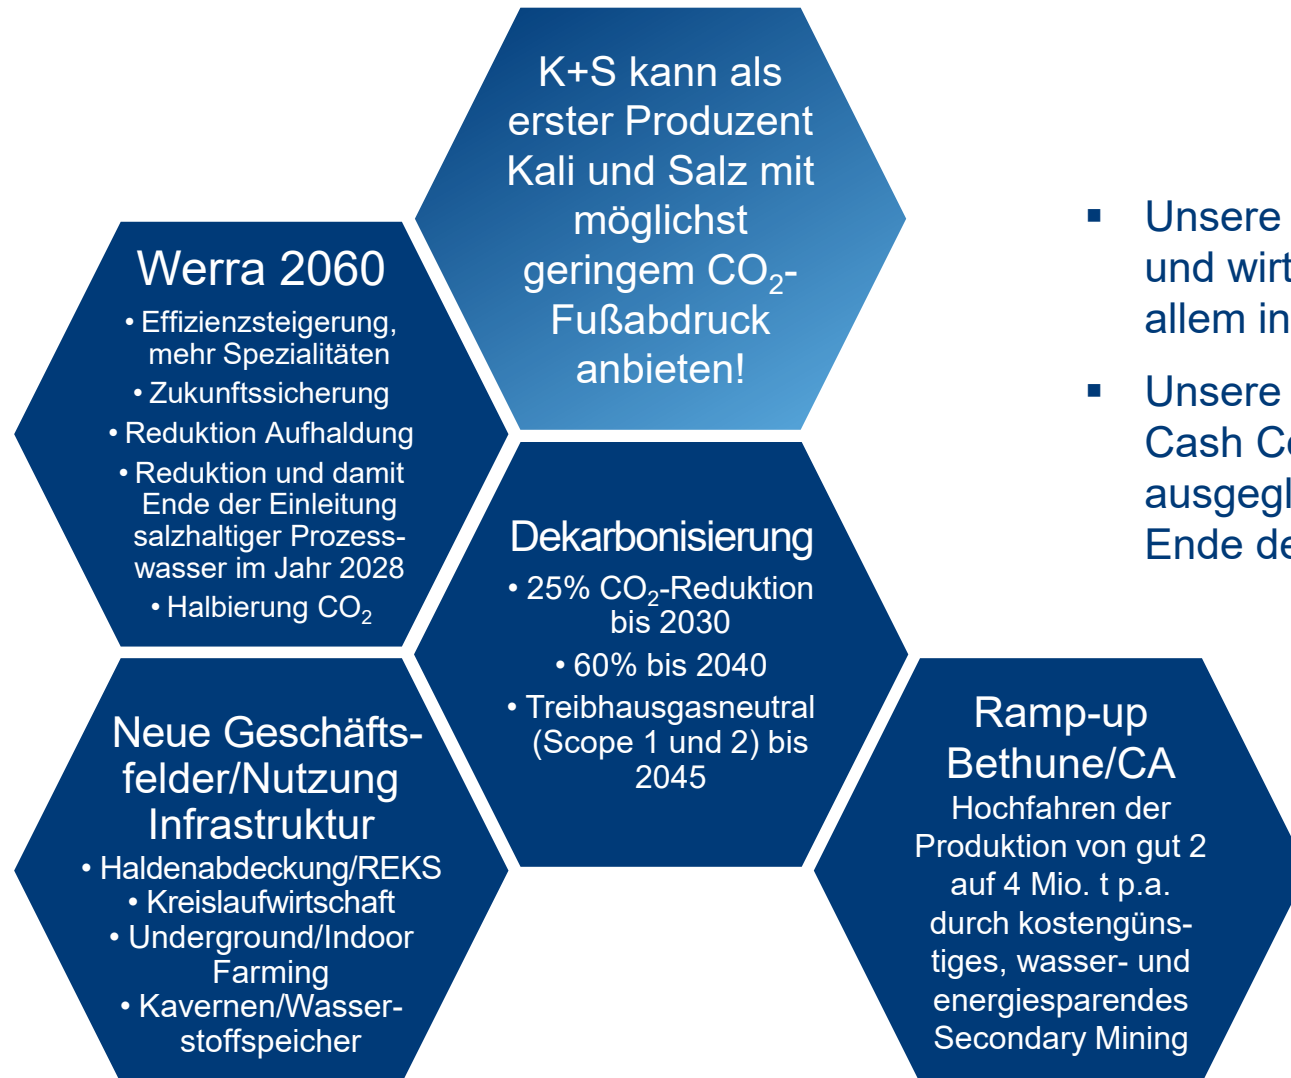 K+S kann als
erster Produzent
Kali und Salz mit
möglichst
geringem CO₂-
Fußabdruck
anbieten!
Werra 2060
• Effizienzsteigerung,
mehr Spezialitäten
• Zukunftssicherung
• Reduktion Aufhaldung
• Reduktion und damit
Ende der Einleitung
salzhaltiger Prozess-
wasser im Jahr 2028
• Halbierung CO₂
Dekarbonisierung
• 25% CO₂-Reduktion
bis 2030
• 60% bis 2040
• Treibhausgasneutral
(Scope 1 und 2) bis
2045
Neue Geschäfts-
felder/Nutzung
Infrastruktur
• Haldenabdeckung/REKS
• Kreislaufwirtschaft
• Underground/Indoor
Farming
• Kavernen/Wasser-
stoffspeicher
Ramp-up
Bethune/CA
Hochfahren der
Produktion von gut 2
auf 4 Mio. t p.a.
durch kostengüns-
tiges, wasser- und
energiesparendes
Secondary Mining
▪ Unsere
und wirt
allem in
▪ Unsere
Cash Co
ausgegl
Ende de